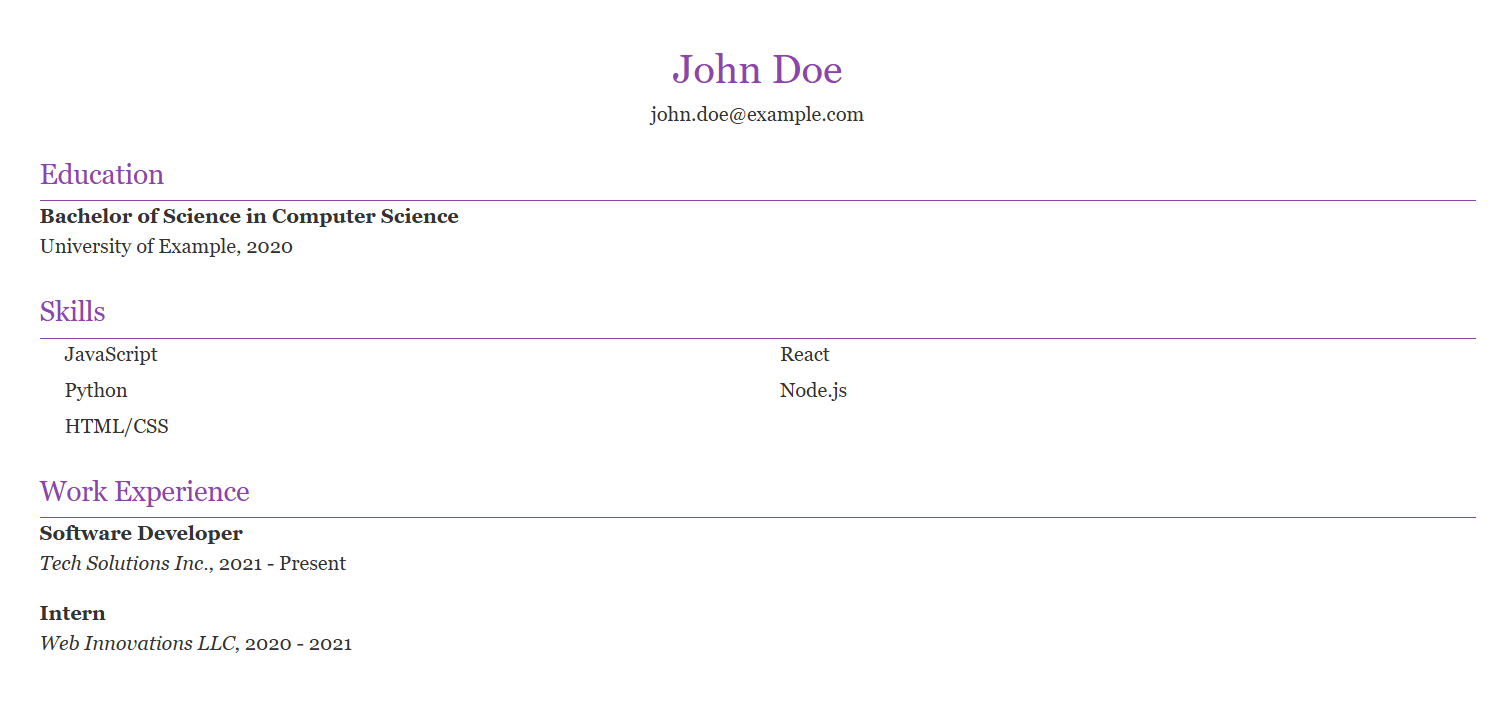 John Doe
john.doe@example.com
Education
Bachelor of Science in Computer Science
University of Example, 2020
Skills
JavaScript
Python
HTML/CSS
React
Node.js
Work Experience
Software Developer
Tech Solutions Inc., 2021 - Present
Intern
Web Innovations LLC, 2020 - 2021